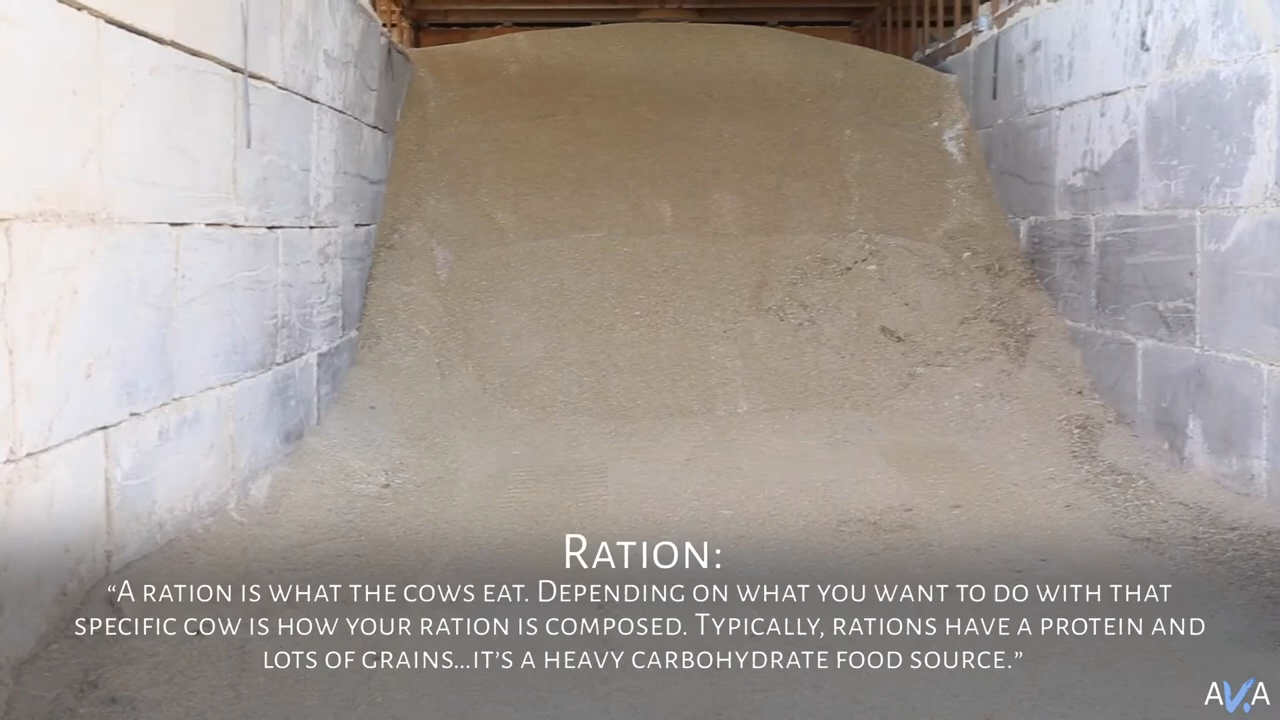 Ration:
“A ration is what the cows eat. Depending on what you want to do with that
specific cow is how your ration is composed. Typically, rations have a protein and
lots of grains...it’s a heavy carbohydrate food source.”
AVA